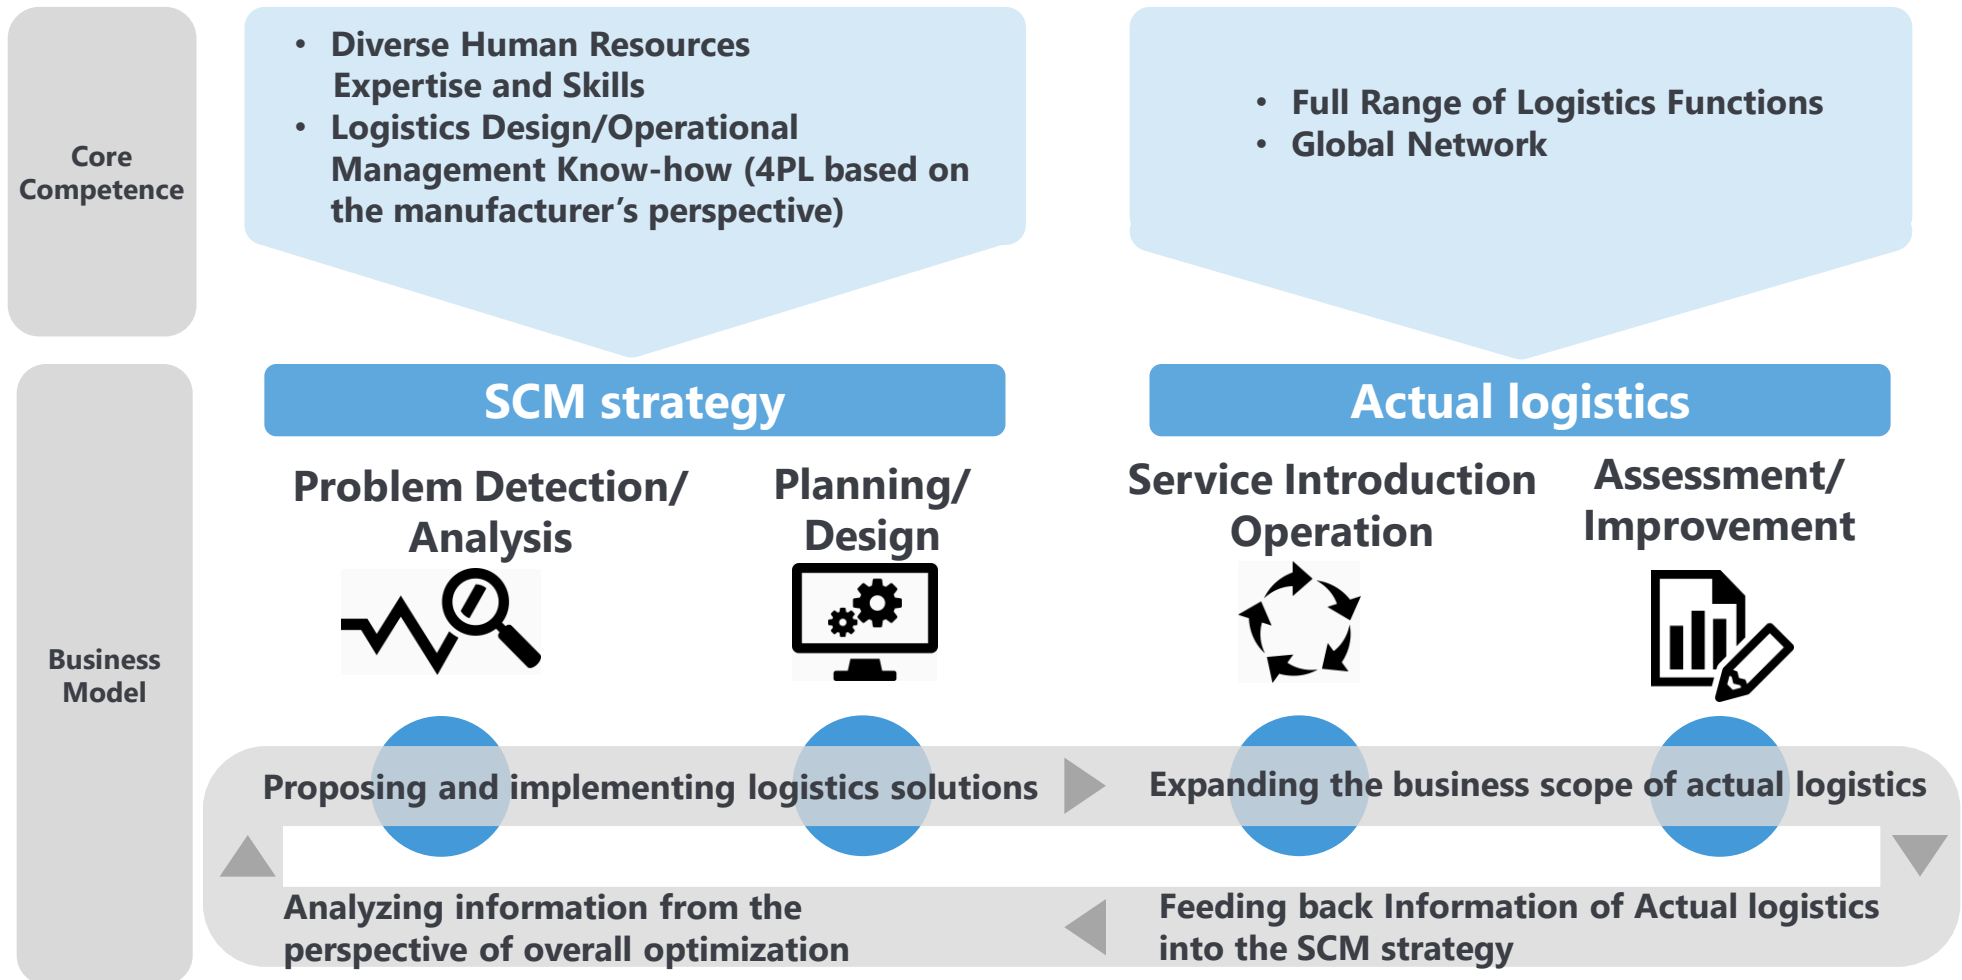 Core
Competence
• Diverse Human Resources
Expertise and Skills
• Logistics Design/Operational
Management Know-how (4PL based on
the manufacturer’s perspective)
• Full Range of Logistics Functions
• Global Network
Business
Model
SCM strategy
Problem Detection/
Analysis
Planning/
Design
Actual logistics
Service Introduction
Operation
Assessment/
Improvement
Proposing and implementing logistics solutions
Expanding the business scope of actual logistics
Analyzing information from the
perspective of overall optimization
Feeding back Information of Actual logistics
into the SCM strategy